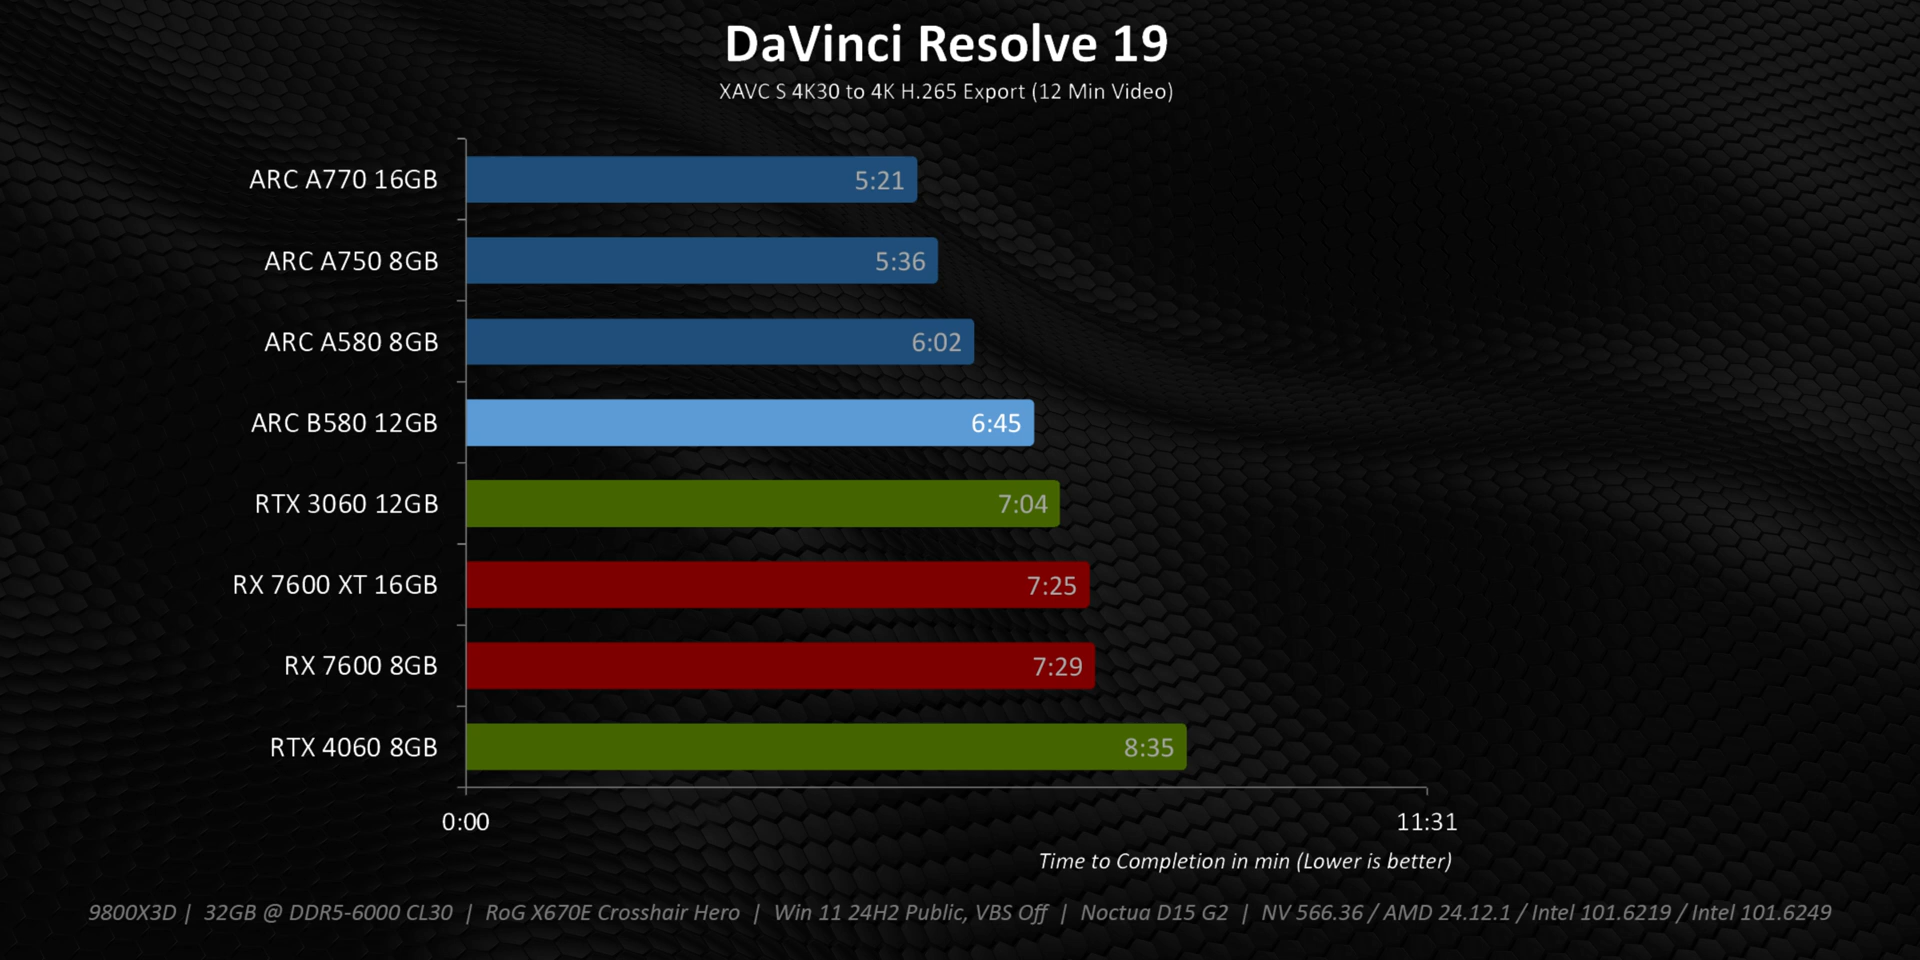 DaVinci Resolve 19
XAVC S 4K30 to 4K H.265 Export (12 Min Video)
ARC A770 16GB 5:21
ARC A750 8GB 5:36
ARC A580 8GB 6:02
ARC B580 12GB 6:45
RTX 3060 12GB 7:04
RX 7600 XT 16GB 7:25
RX 7600 8GB 7:29
RTX 4060 8GB 8:35
0:00 11:31
Time to Completion in min (Lower is better)
9800X3D | 32GB @ DDR5-6000 CL30 | RoG X670E Crosshair Hero | Win 11 24H2 Public, VBS Off | Noctua D15 G2 | NV 566.36 / AMD 24.12.1 / Intel 101.6219 / Intel 101.6249